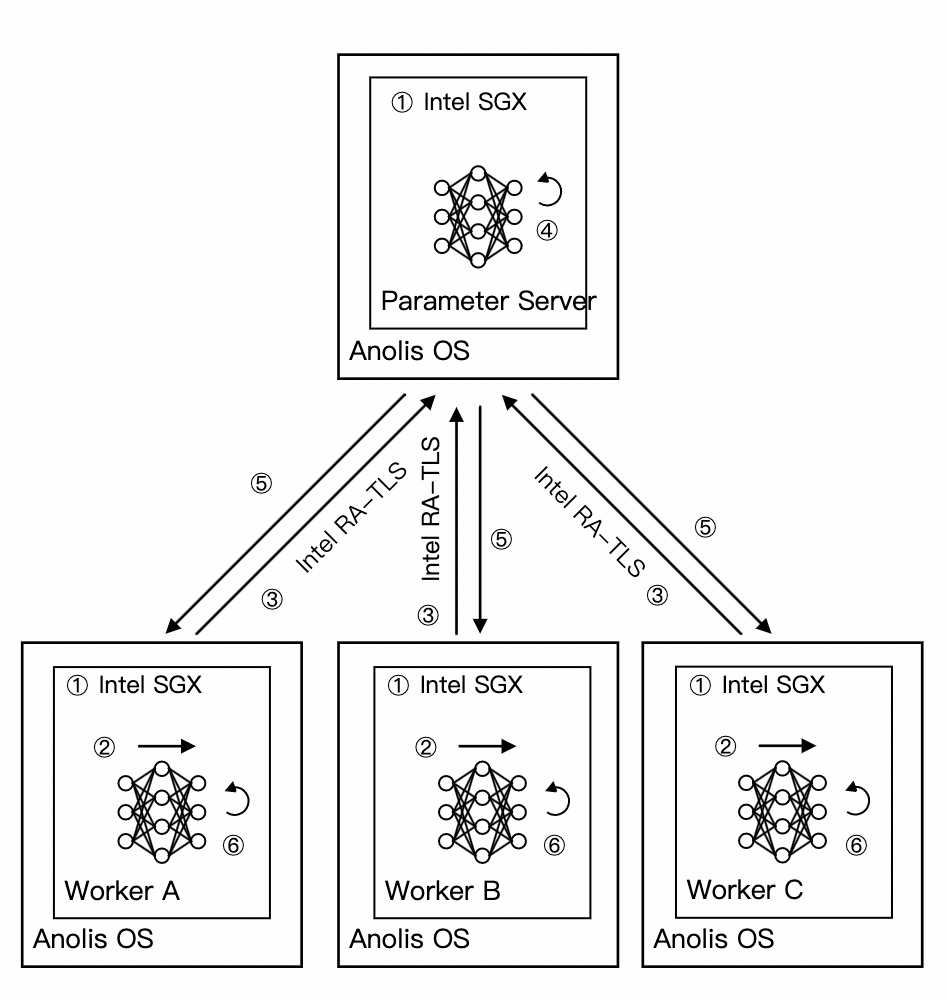 ① Intel SGX
④
Parameter Server
Anolis OS
⑤
Intel RA-TLS
③
Intel RA-TLS
③
⑤
Intel RA-TLS
③
⑤
① Intel SGX
②
⑥
Worker A
Anolis OS
① Intel SGX
②
⑥
Worker B
Anolis OS
① Intel SGX
②
⑥
Worker C
Anolis OS